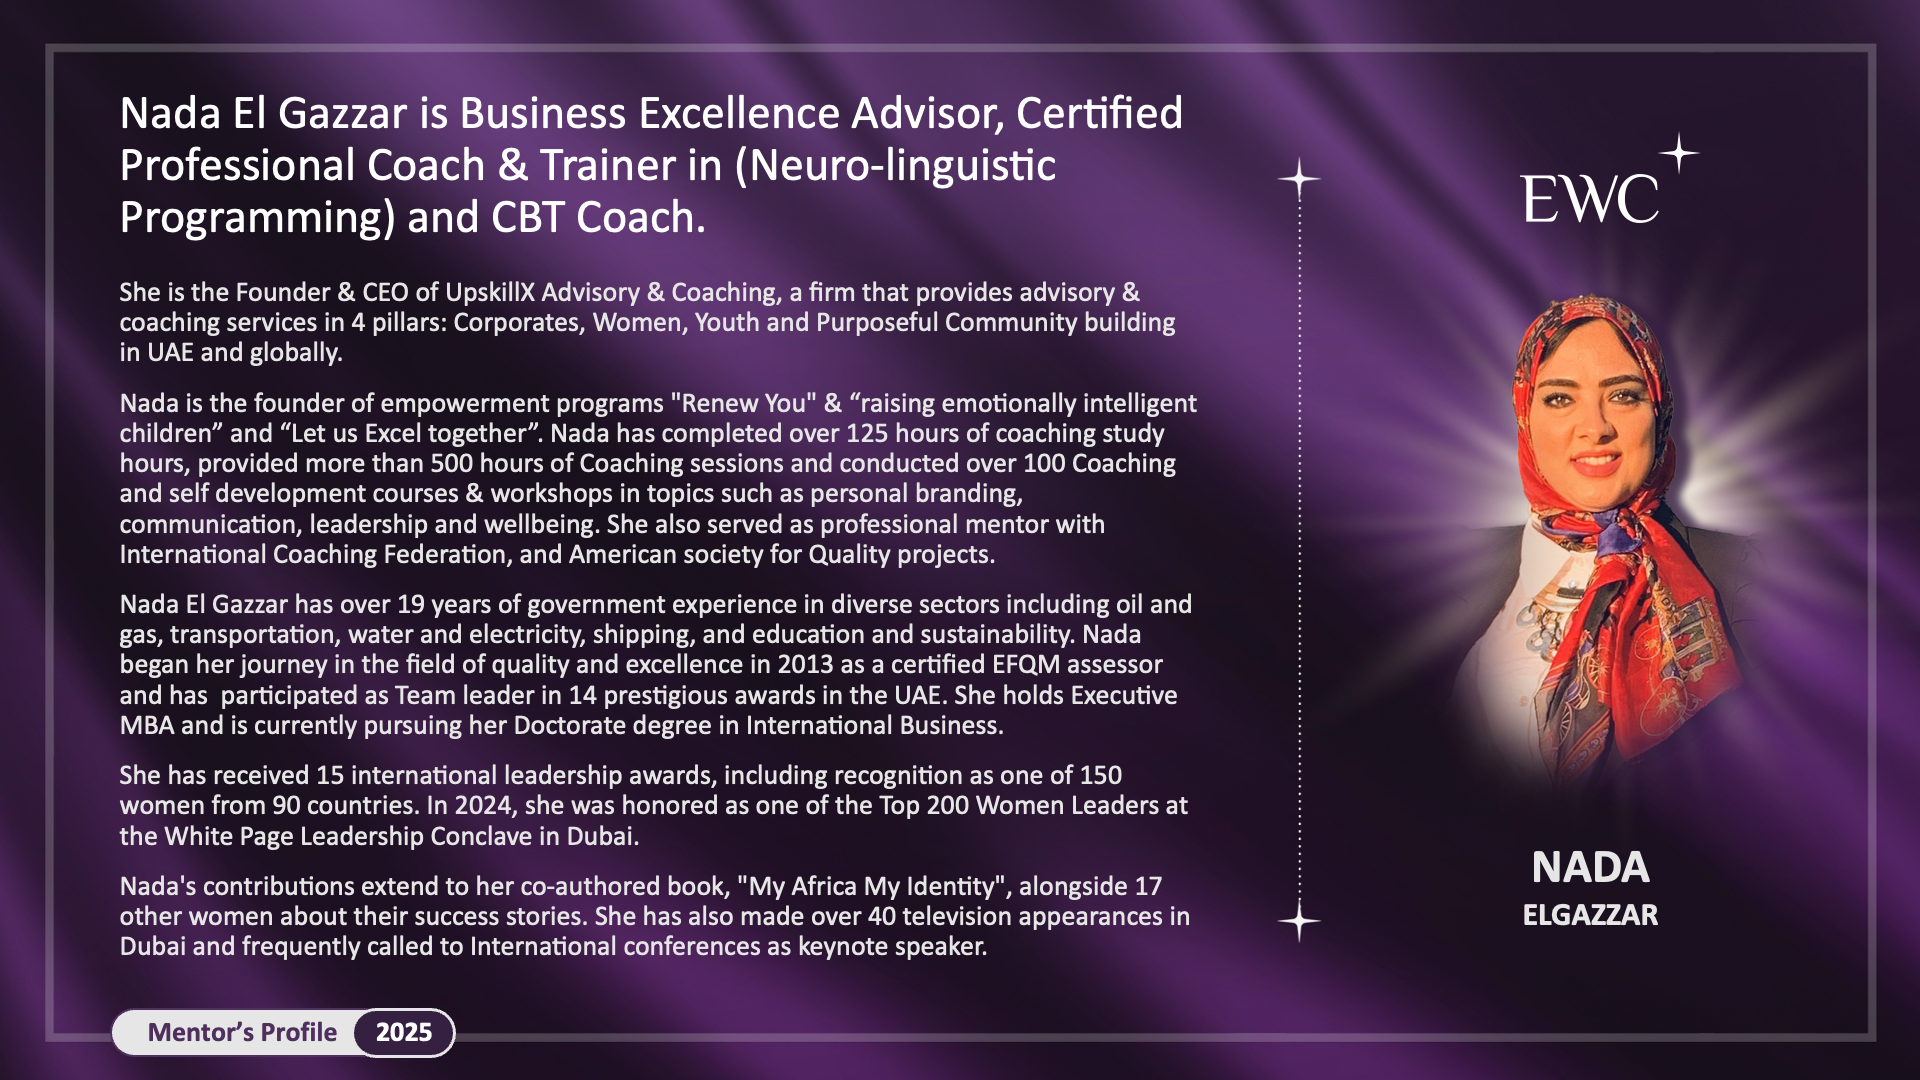 Nada El Gazzar is Business Excellence Advisor, Certified
Professional Coach & Trainer in (Neuro-linguistic
Programming) and CBT Coach.
She is the Founder & CEO of UpskillX Advisory & Coaching, a firm that provides advisory &
coaching services in 4 pillars: Corporates, Women, Youth and Purposeful Community building
in UAE and globally.
Nada is the founder of empowerment programs "Renew You" & “raising emotionally intelligent
children” and “Let us Excel together”. Nada has completed over 125 hours of coaching study
hours, provided more than 500 hours of Coaching sessions and conducted over 100 Coaching
and self development courses & workshops in topics such as personal branding,
communication, leadership and wellbeing. She also served as professional mentor with
International Coaching Federation, and American society for Quality projects.
Nada El Gazzar has over 19 years of government experience in diverse sectors including oil and
gas, transportation, water and electricity, shipping, and education and sustainability. Nada
began her journey in the field of quality and excellence in 2013 as a certified EFQM assessor
and has  participated as Team leader in 14 prestigious awards in the UAE. She holds Executive
MBA and is currently pursuing her Doctorate degree in International Business.
She has received 15 international leadership awards, including recognition as one of 150
women from 90 countries. In 2024, she was honored as one of the Top 200 Women Leaders at
the White Page Leadership Conclave in Dubai.
Nada's contributions extend to her co-authored book, "My Africa My Identity", alongside 17
other women about their success stories. She has also made over 40 television appearances in
Dubai and frequently called to International conferences as keynote speaker.
Mentor’s Profile 2025
EWC
NADA
ELGAZZAR